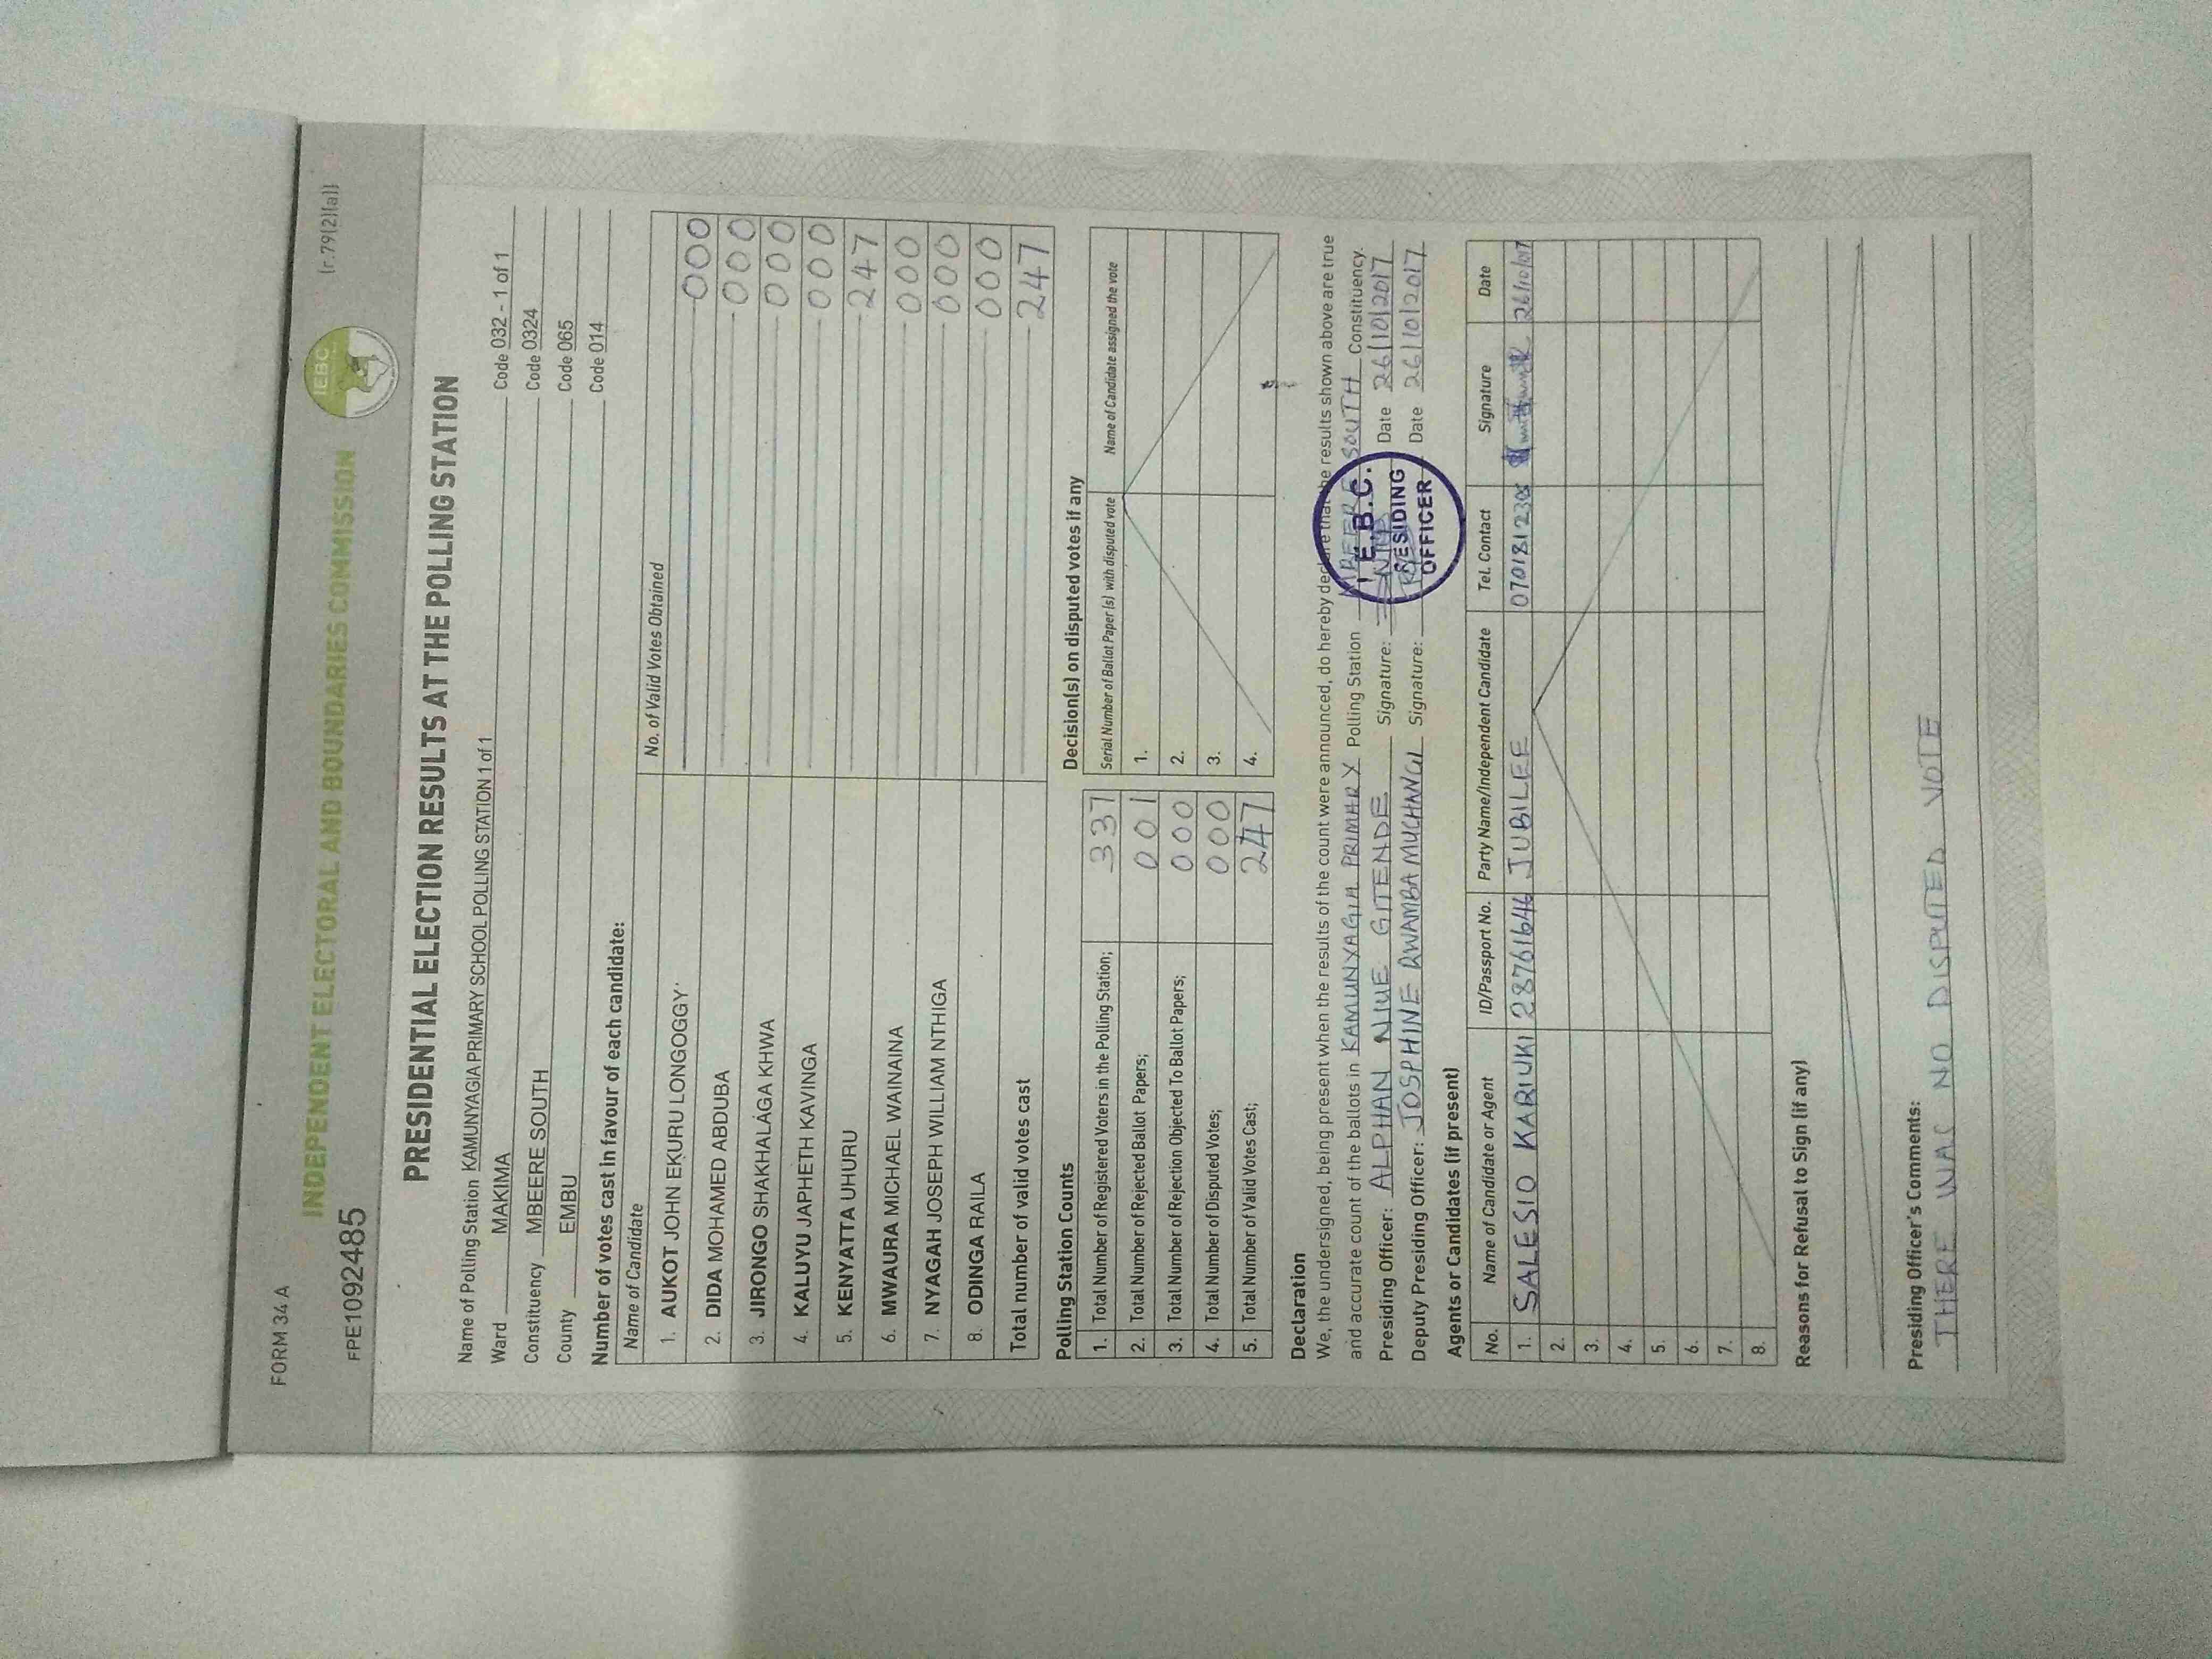 FORM 34 A
INDEPENDENT ELECTORAL AND BOUNDARIES COMMISSION
IEBC
(r.79(2)(a))
FPE1092485
PRESIDENTIAL ELECTION RESULTS AT THE POLLING STATION
Name of Polling Station KAMUNYAGIA PRIMARY SCHOOL POLLING STATION 1 of 1 Code 032 - 1 of 1
Ward MAKIMA Code 0324
Constituency MBEERE SOUTH Code 065
County EMBU Code 014
Number of votes cast in favour of each candidate:
Name of Candidate No. of Valid Votes Obtained
1. AUKOT JOHN EKURU LONGOGGY 000
2. DIDA MOHAMED ABDUBA 000
3. JIRONGO SHAKHALAGA KHWA 000
4. KALUYU JAPHETH KAVINGA 000
5. KENYATTA UHURU 247
6. MWAURA MICHAEL WAINAINA 000
7. NYAGAH JOSEPH WILLIAM NTHIGA 000
8. ODINGA RAILA 000
Total number of valid votes cast 247
Polling Station Counts
1. Total Number of Registered Voters in the Polling Station; 337
2. Total Number of Rejected Ballot Papers; 001
3. Total Number of Rejection Objected To Ballot Papers; 000
4. Total Number of Disputed Votes; 000
5. Total Number of Valid Votes Cast; 247
Decision(s) on disputed votes if any
Serial Number of Ballot Paper(s) with disputed vote Name of Candidate assigned the vote
1.
2.
3.
4.
Declaration
We, the undersigned, being present when the results of the count were announced, do hereby declare that the results shown above are true
and accurate count of the ballots in KAMUNYAGIA PRIMARY Polling Station MBEERE SOUTH Constituency.
Presiding Officer: ALPHAN NJUE GITENDE Signature: Date 26/10/2017
Deputy Presiding Officer: JOSPHINE RWAMBA MUCHANGI Signature: Date 26/10/2017
I.E.B.C.
PRESIDING
OFFICER
Agents or Candidates (if present)
No. Name of Candidate or Agent ID/Passport No. Party Name/Independent Candidate Tel. Contact Signature Date
1. SALESIO KARIUKI JUBILEE
2.
3.
4.
5.
6.
7.
8.
Reasons for Refusal to Sign (if any)
Presiding Officer's Comments:
THERE WAS NO DISPUTED VOTE